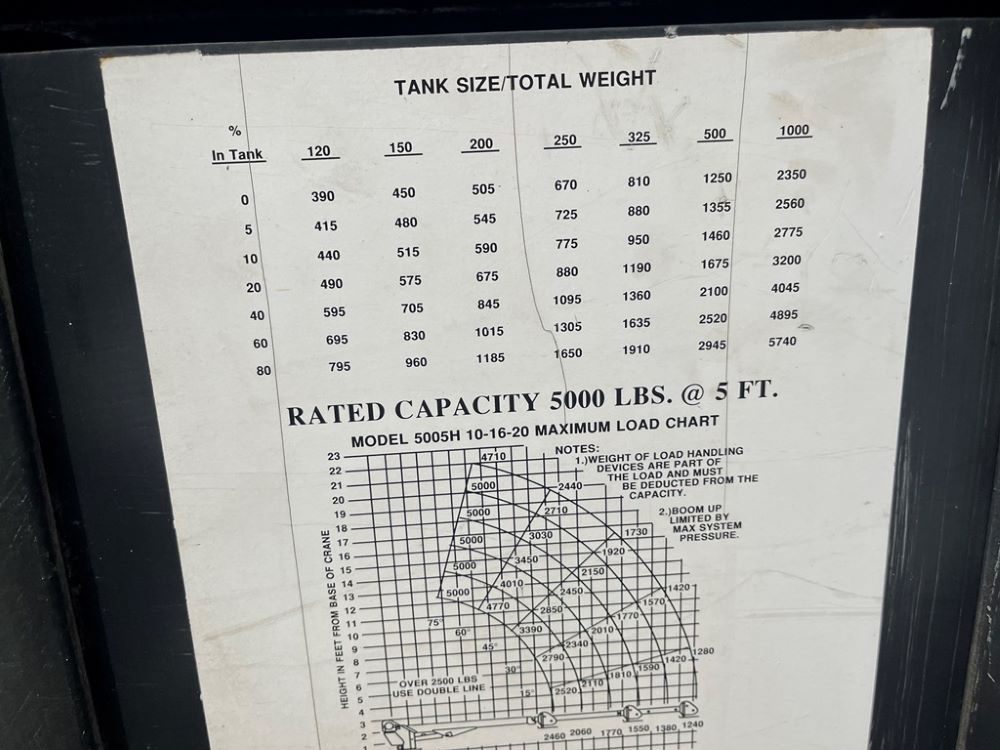 TANK SIZE/TOTAL WEIGHT
%
In Tank 120 150 200 250 325 500 1000
0 390 450 505 670 810 1250 2350
5 415 480 545 725 880 1355 2560
10 440 515 590 775 950 1460 2775
20 490 575 675 880 1190 1675 3200
40 595 705 845 1095 1360 2100 4045
60 695 830 1015 1305 1635 2520 4895
80 795 960 1185 1650 1910 2945 5740
RATED CAPACITY 5000 LBS. @ 5 FT.
MODEL 5005H 10-16-20 MAXIMUM LOAD CHART
NOTES:
1.)WEIGHT OF LOAD HANDLING
DEVICES ARE PART OF
THE LOAD AND MUST
BE DEDUCTED FROM THE
CAPACITY.
2.)BOOM UP
LIMITED BY
MAX SYSTEM
PRESSURE.
HEIGHT IN FEET FROM BASE OF CRANE
23
22
21
20
19
18
17
16
15
14
13
12
11
10
9
8
7
6
5
4
3
2
1
4710
5000 2440
5000 2710
5000 3030 1730
5000 3450 1920
5000 4010 2150 1420
4770 2450 1570
75° 2850 1770
60° 3390 2010
45° 2340 1280
30° 2790 1420
1590
1810
2110
15° 2520
OVER 2500 LBS
USE DOUBLE LINE
2460 2060 1770 1550 1380 1240